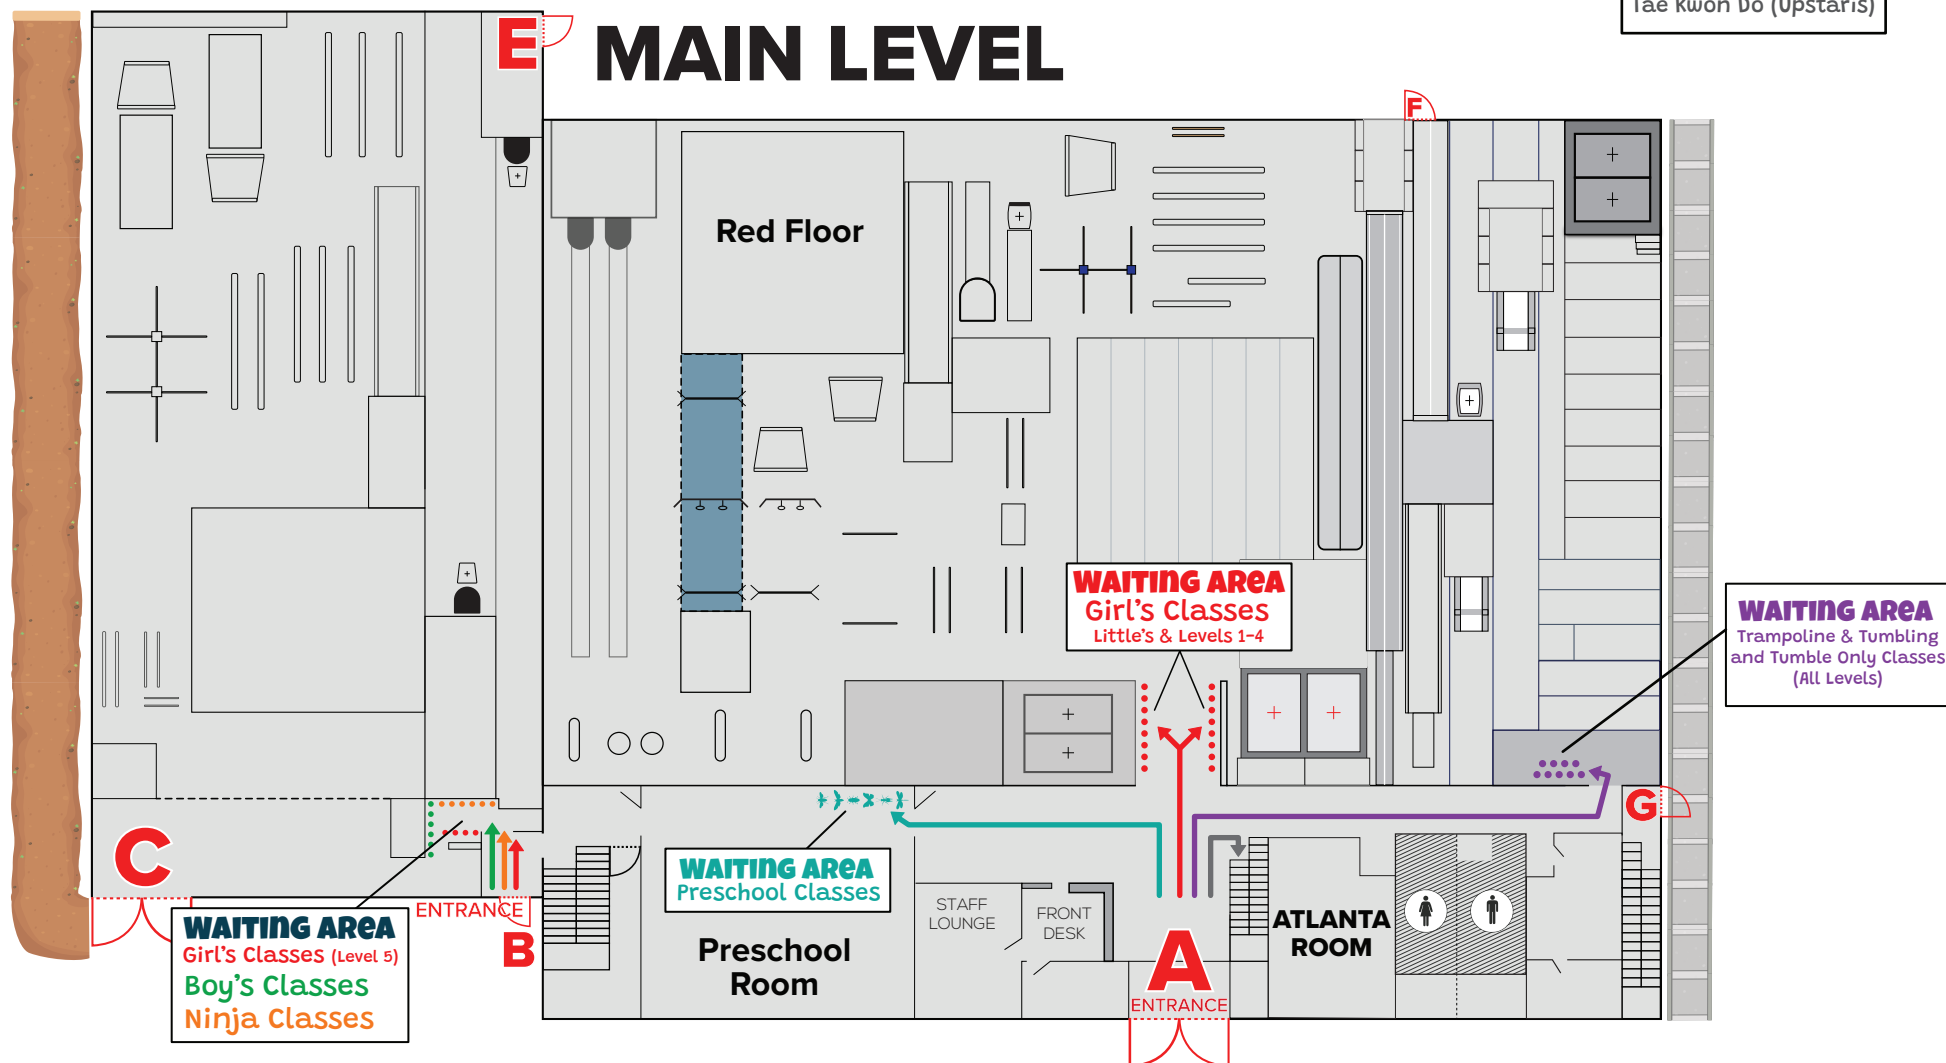 Tae Kwon Do (Upstaris)
E
MAIN LEVEL
F
Red Floor
WAITING AREA
Girl's Classes
Little's & Levels 1-4
WAITING AREA
Trampoline & Tumbling
and Tumble Only Classes
(All Levels)
G
C
WAITING AREA
Preschool Classes
ENTRANCE
B
WAITING AREA
Girl's Classes (Level 5)
Boy's Classes
Ninja Classes
STAFF
LOUNGE
FRONT
DESK
Preschool
Room
A
ENTRANCE
ATLANTA
ROOM